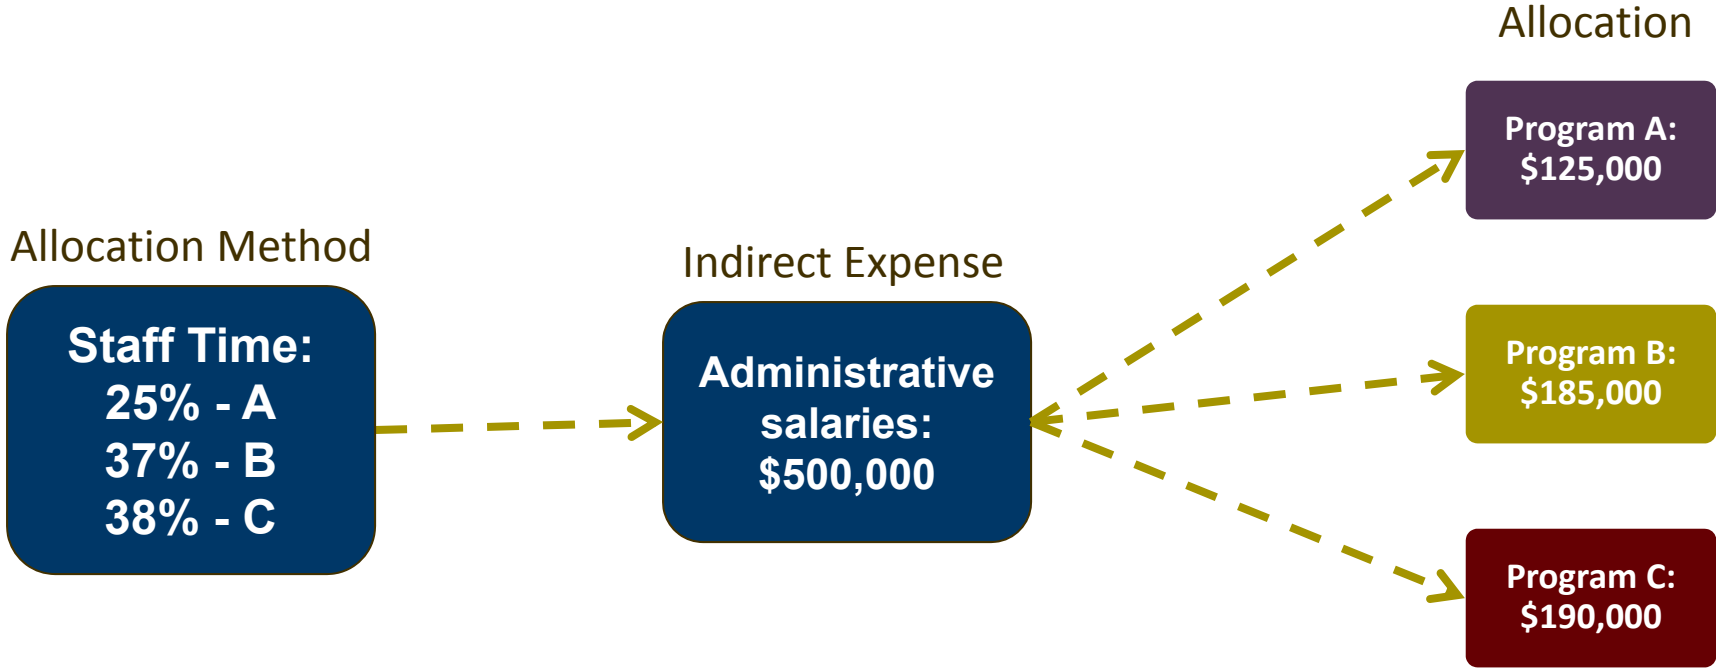 Allocation Method
Staff Time:
25% - A
37% - B
38% - C
Indirect Expense
Administrative
salaries:
$500,000
Allocation
Program A:
$125,000
Program B:
$185,000
Program C:
$190,000